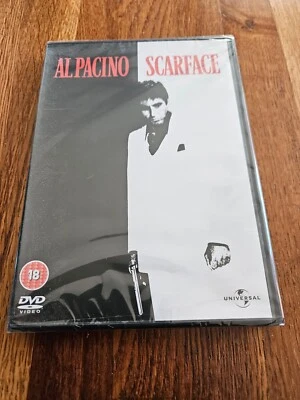 AL PACINO SCARFACE
18
DVD
VIDEO
UNIVERSAL